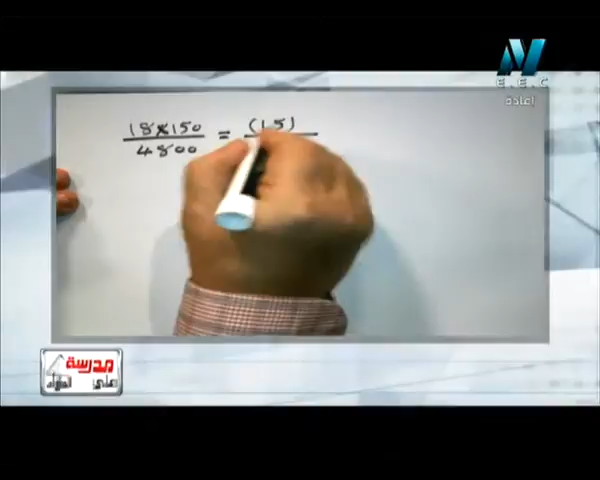 E.E.C
إعادة
18×150 = (15)
4800
مدرسة
على الهواء